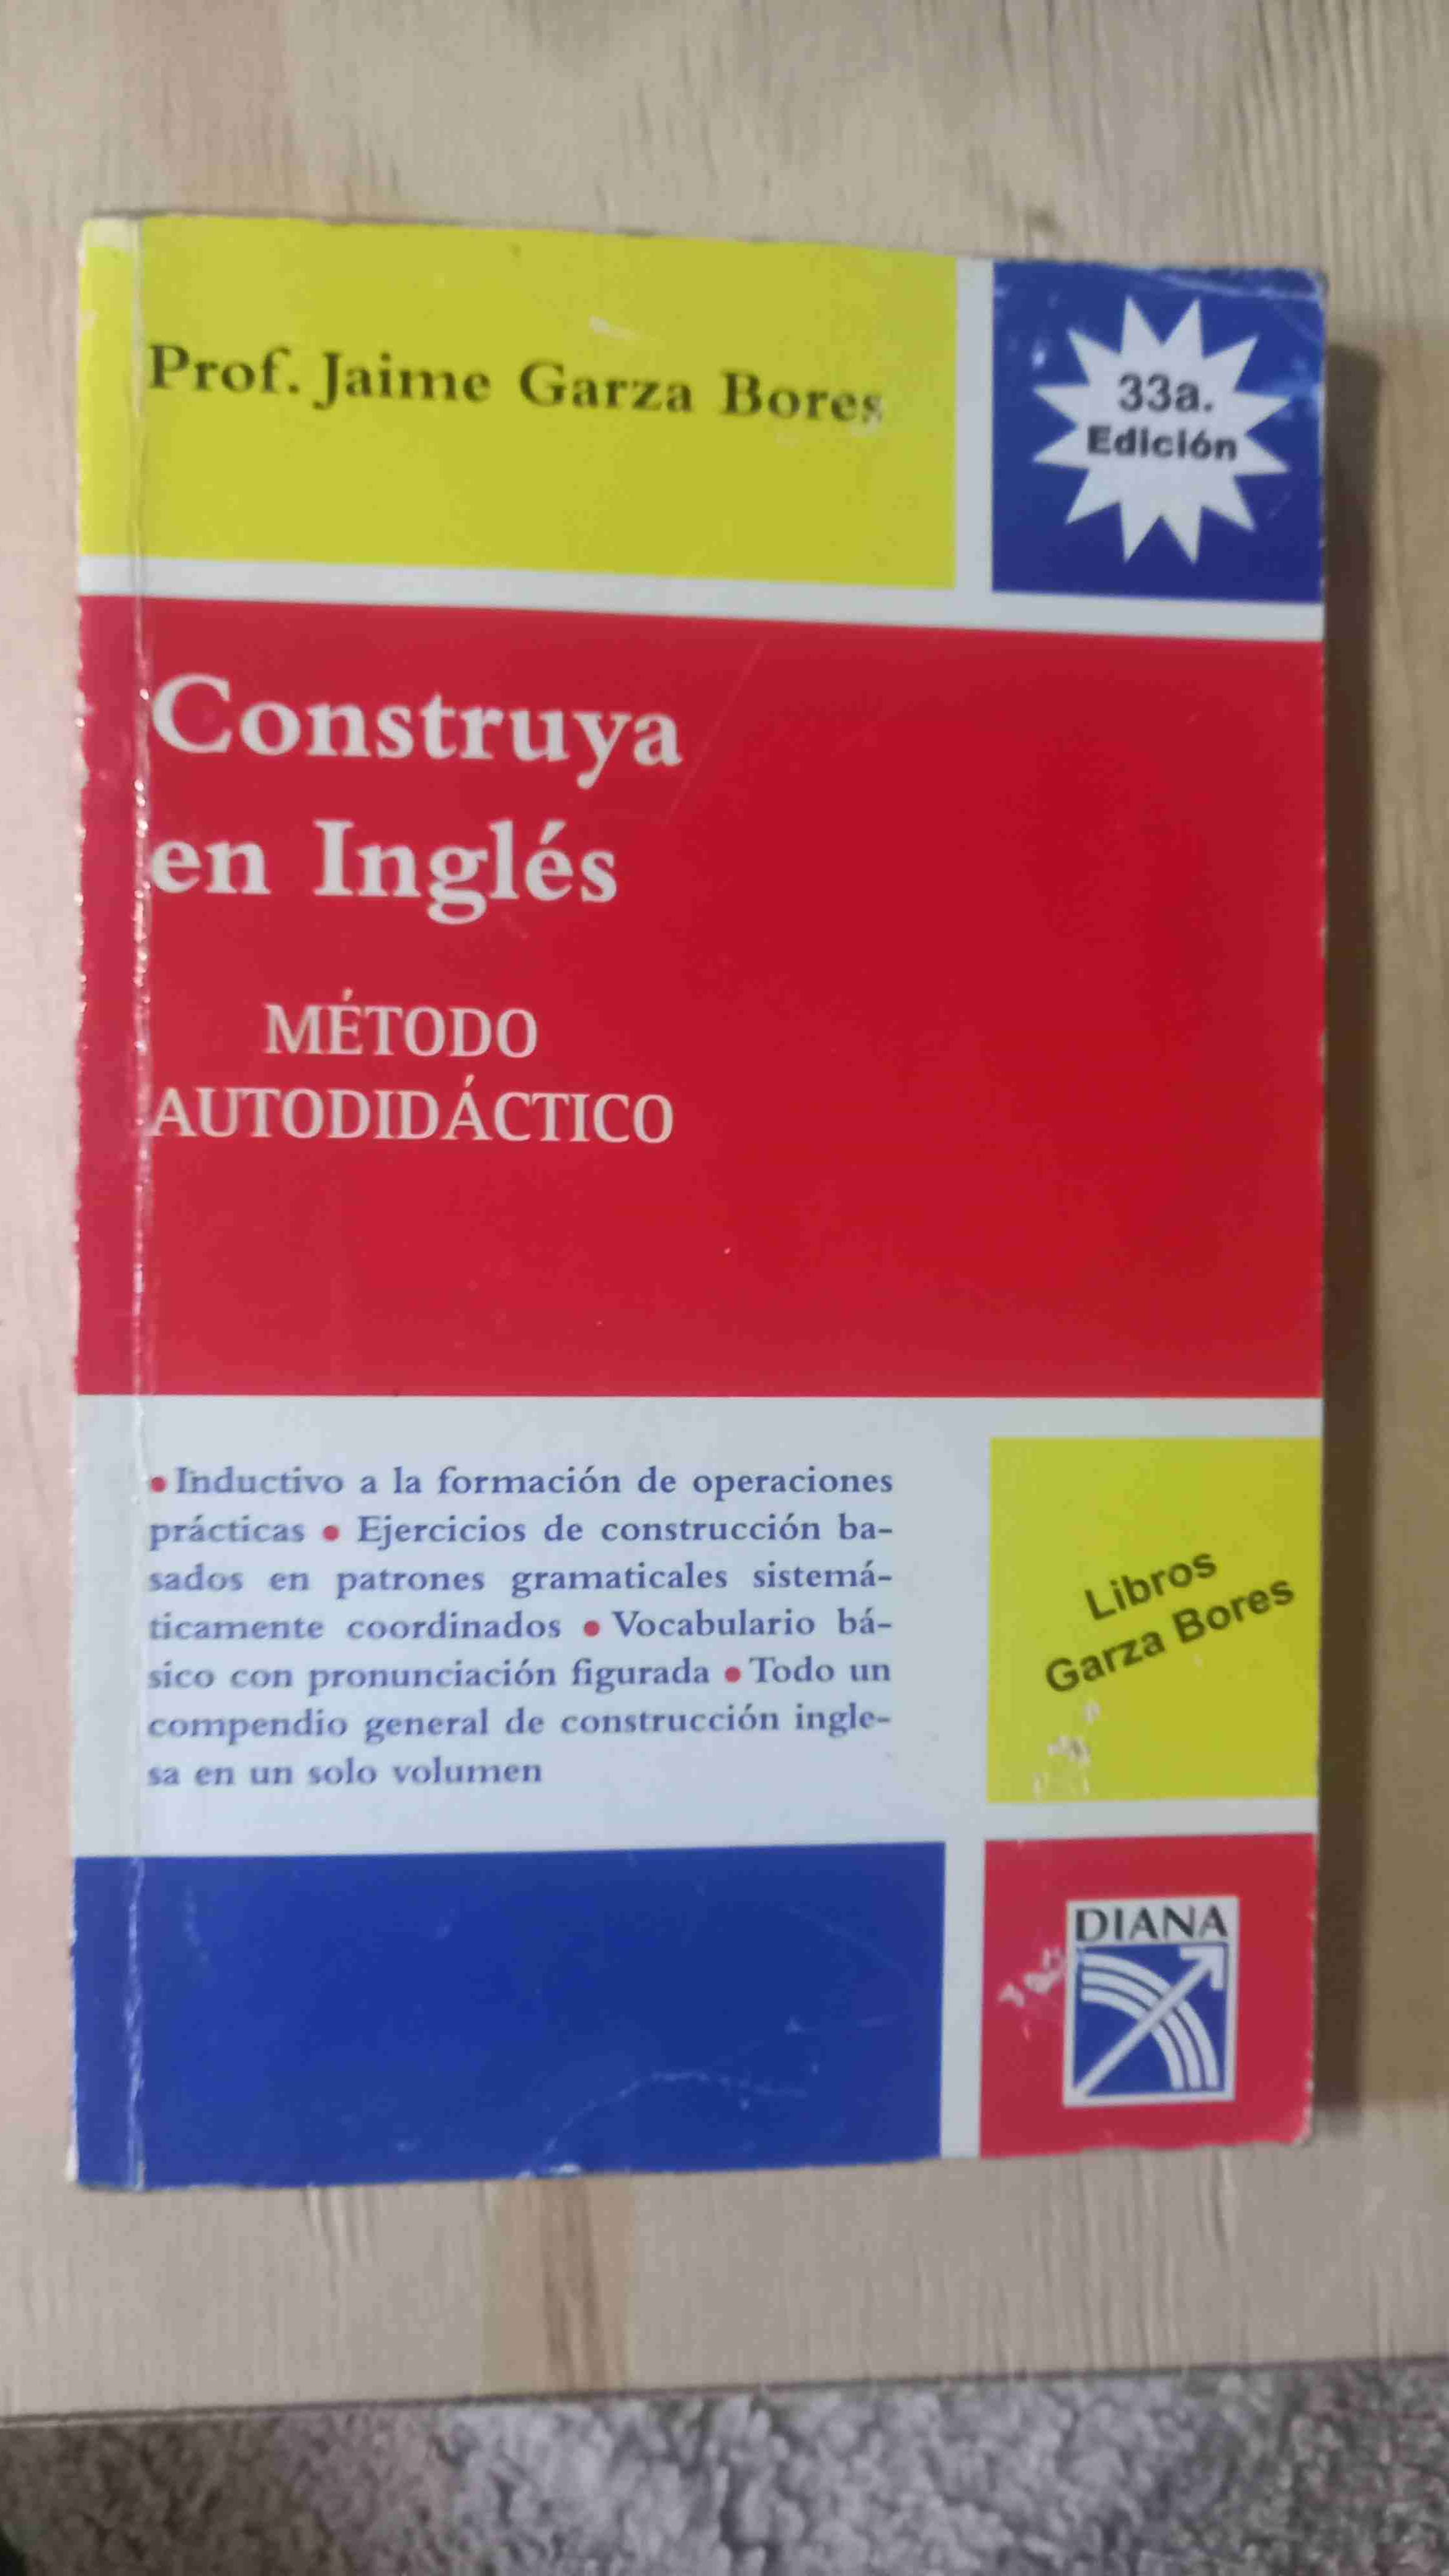 Prof. Jaime Garza Bores
33a.
Edición
Construya
en Inglés
MÉTODO
AUTODIDÁCTICO
• Inductivo a la formación de operaciones
prácticas • Ejercicios de construcción ba-
sados en patrones gramaticales sistemá-
ticamente coordinados • Vocabulario bá-
sico con pronunciación figurada • Todo un
compendio general de construcción ingle-
sa en un solo volumen
Libros
Garza Bores
DIANA